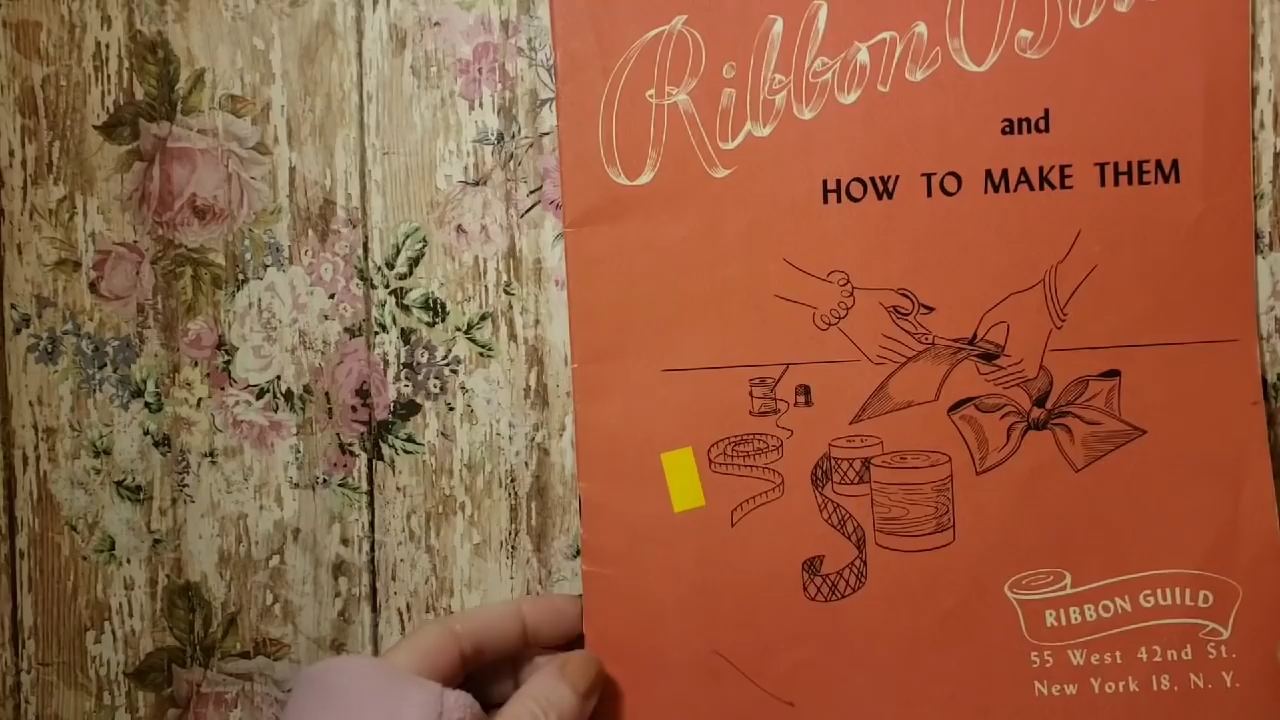 Ribbon
and
HOW TO MAKE THEM
RIBBON GUILD
55 West 42nd St.
New York 18, N. Y.